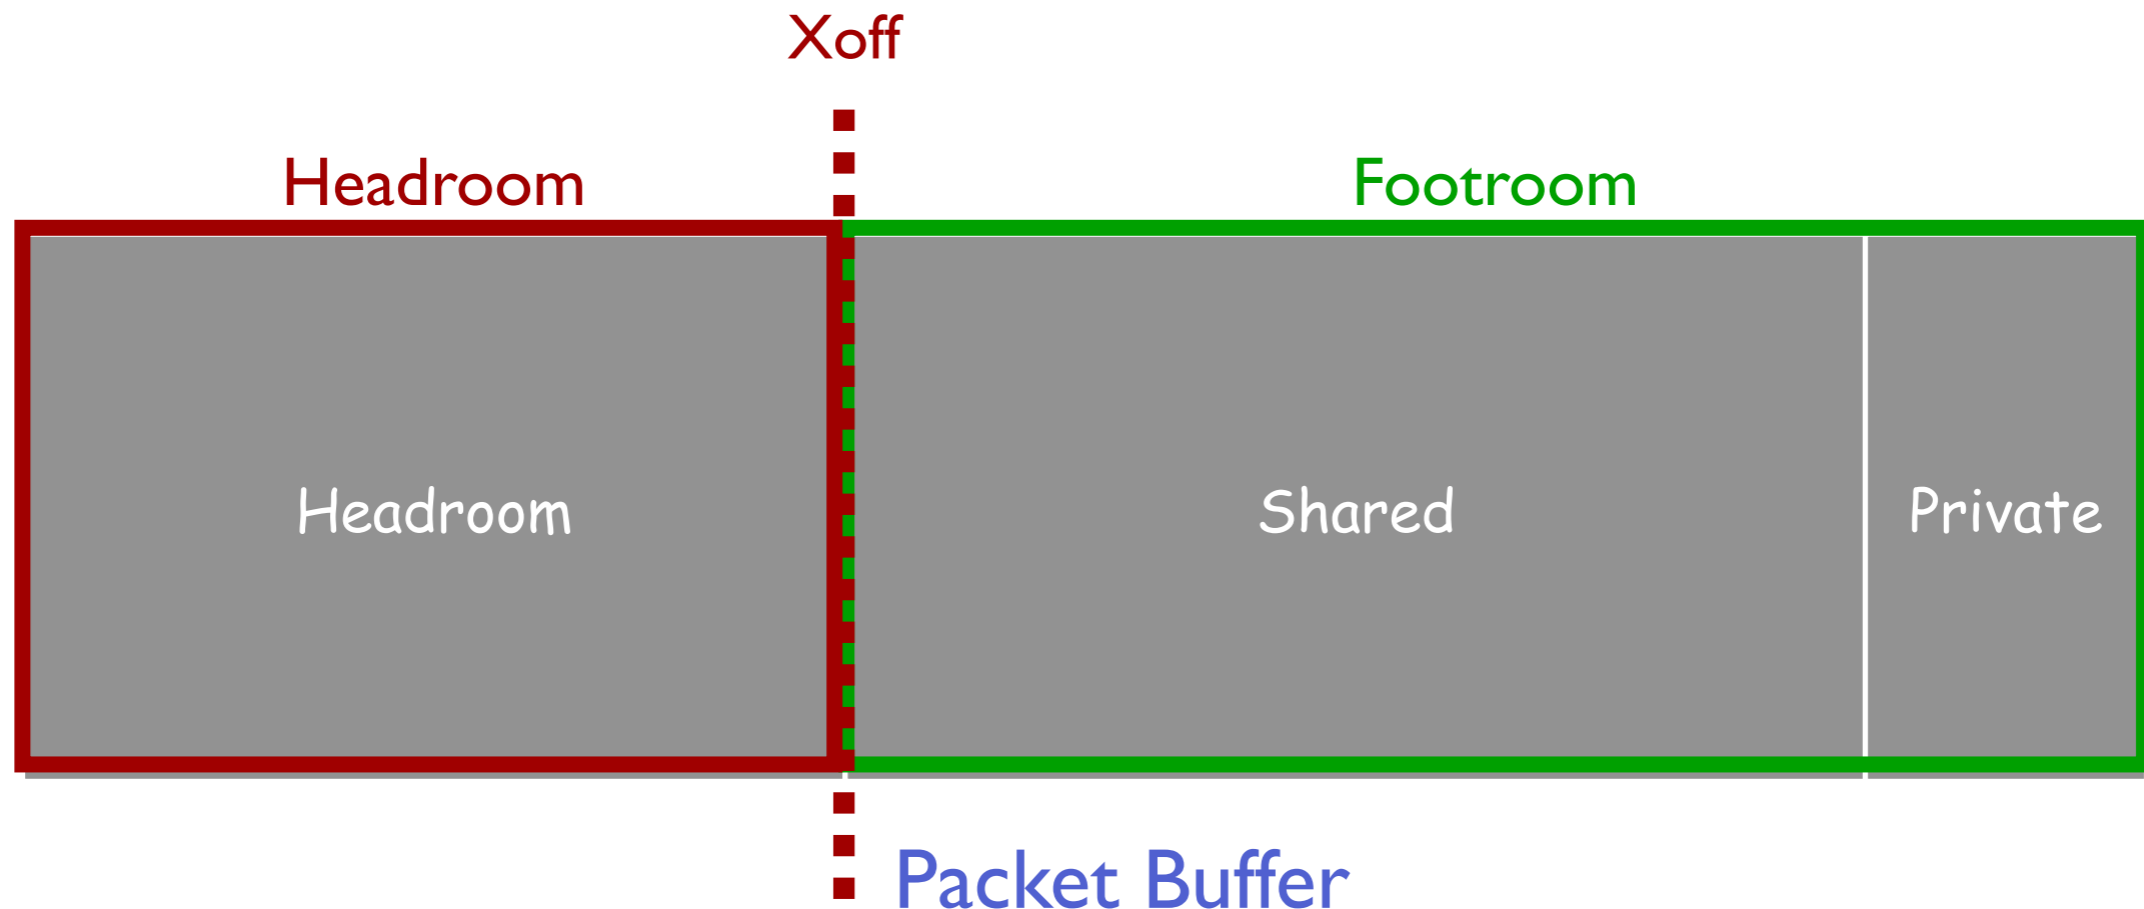 Xoff
Headroom
Footroom
Headroom
Shared
Private
Packet Buffer